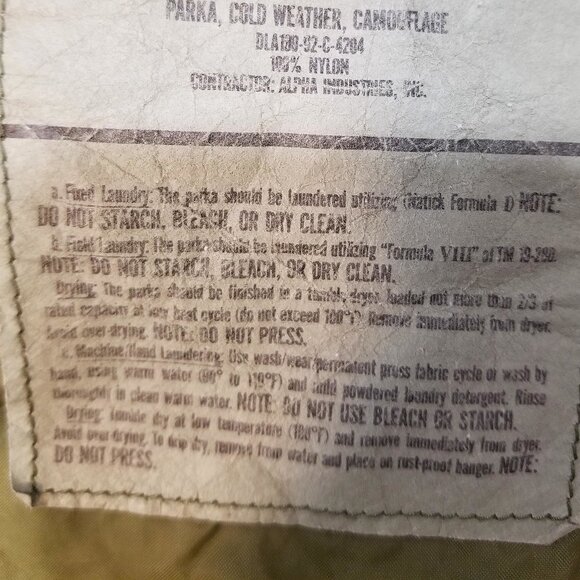 PARKA, COLD WEATHER, CAMOUFLAGE
DLA100-92-C-4204
100% NYLON
CONTRACTOR: ALPHA INDUSTRIES, INC.
a. Fixed Laundry: The parka should be laundered utilizing (Natick Formula I) NOTE:
DO NOT STARCH, BLEACH, OR DRY CLEAN.
b. Field Laundry: The parka should be laundered utilizing "Formula VIII" of TM 10-280.
NOTE: DO NOT STARCH, BLEACH, OR DRY CLEAN.
Drying: The parka should be finished in a tumble dryer loaded not more than 2/3 of
rated capacity at low heat cycle (do not exceed 100°F) Remove immediately from dryer.
Avoid over-drying. NOTE: DO NOT PRESS.
c. Machine/Hand Laundering: Use wash/wear/permanent press fabric cycle or wash by
hand, using warm water (90° to 110°F) and mild powdered laundry detergent. Rinse
thoroughly in clean warm water. NOTE: DO NOT USE BLEACH OR STARCH.
Drying: Tumble dry at low temperature (100°F) and remove immediately from dryer.
Avoid over-drying. To drip dry, remove from water and place on rust-proof hanger. NOTE:
DO NOT PRESS.